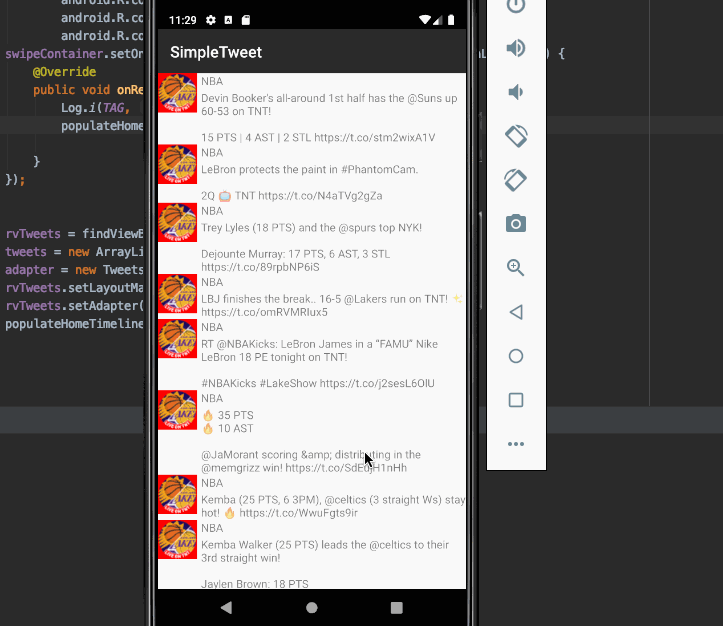 android.R.co
android.R.co
android.R.co
swipeContainer.setOn
) {
@Override
public void onRe
Log.i(TAG,
populateHome
}
});
rvTweets = findViewB
tweets = new ArrayLi
adapter = new Tweets
rvTweets.setLayoutMa
rvTweets.setAdapter(
populateHomeTimeline
11:29
A
SimpleTweet
NBA
Devin Booker's all-around 1st half has the @Suns up
60-53 on TNT!
15 PTS | 4 AST | 2 STL https://t.co/stm2wixA1V
NBA
LeBron protects the paint in #PhantomCam.
2Q 📺 TNT https://t.co/N4aTVg2gZa
NBA
Trey Lyles (18 PTS) and the @spurs top NYK!
Dejounte Murray: 17 PTS, 6 AST, 3 STL
https://t.co/89rpbNP6iS
NBA
LBJ finishes the break.. 16-5 @Lakers run on TNT! ✨
https://t.co/omRVMRIux5
NBA
RT @NBAKicks: LeBron James in a “FAMU” Nike
LeBron 18 PE tonight on TNT!
#NBAKicks #LakeShow https://t.co/j2sesL6OlU
NBA
🔥 35 PTS
🔥 10 AST
@JaMorant scoring &amp; distributing in the
@memgrizz win!
NBA
Kemba (25 PTS, 6 3PM), @celtics (3 straight Ws) stay
hot! 🔥 https://t.co/WwuFgts9ir
NBA
Kemba Walker (25 PTS) leads the @celtics to their
3rd straight win!
Jaylen Brown: 18 PTS